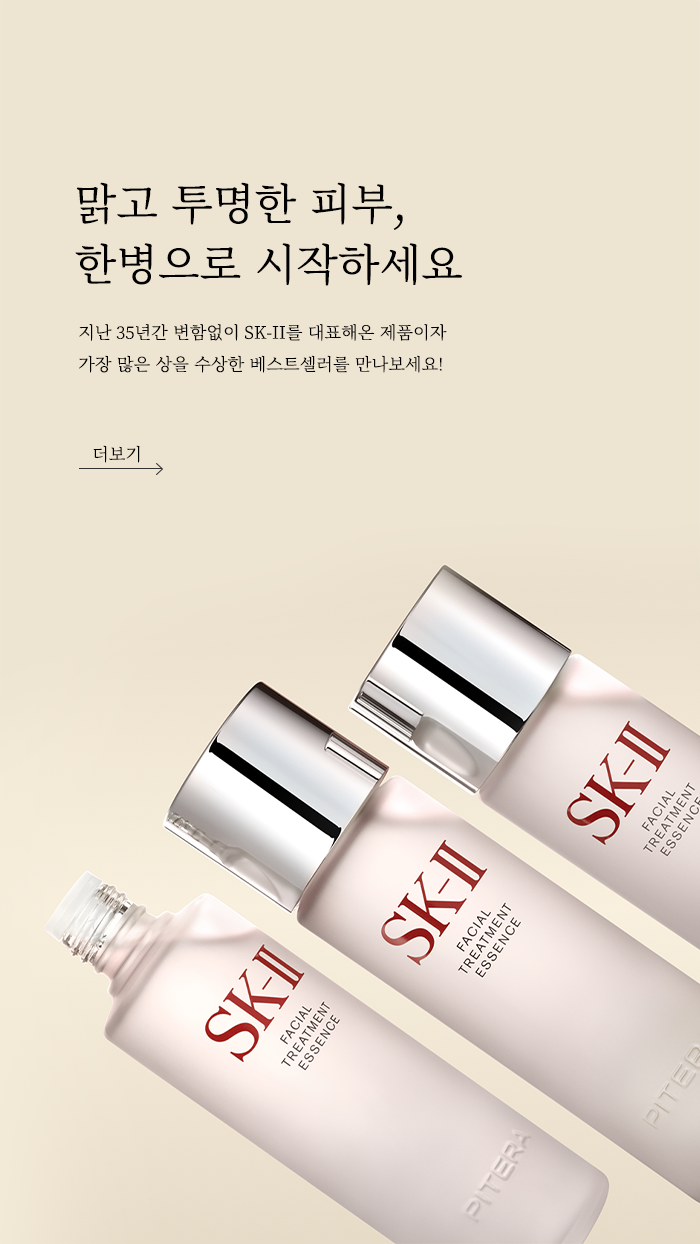 맑고 투명한 피부,
한병으로 시작하세요
지난 35년간 변함없이 SK-II를 대표해온 제품이자
가장 많은 상을 수상한 베스트셀러를 만나보세요!
더보기
SK-II
FACIAL
TREATMENT
ESSENCE
SK-II
FACIAL
TREATMENT
ESSENCE
SK-II
FACIAL
TREATMENT
ESSENCE
PITERA
PITERA